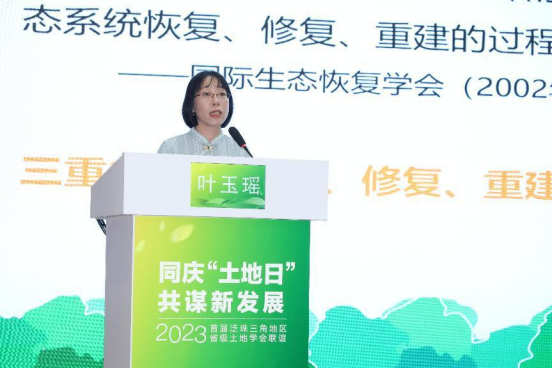 态系统恢复、修复、重建的过程
——国际生态恢复学会（2002
三重
、修复、重建
叶玉瑶
同庆“土地日”
共谋新发展
2023 首届泛珠三角地区
省级土地学会联谊